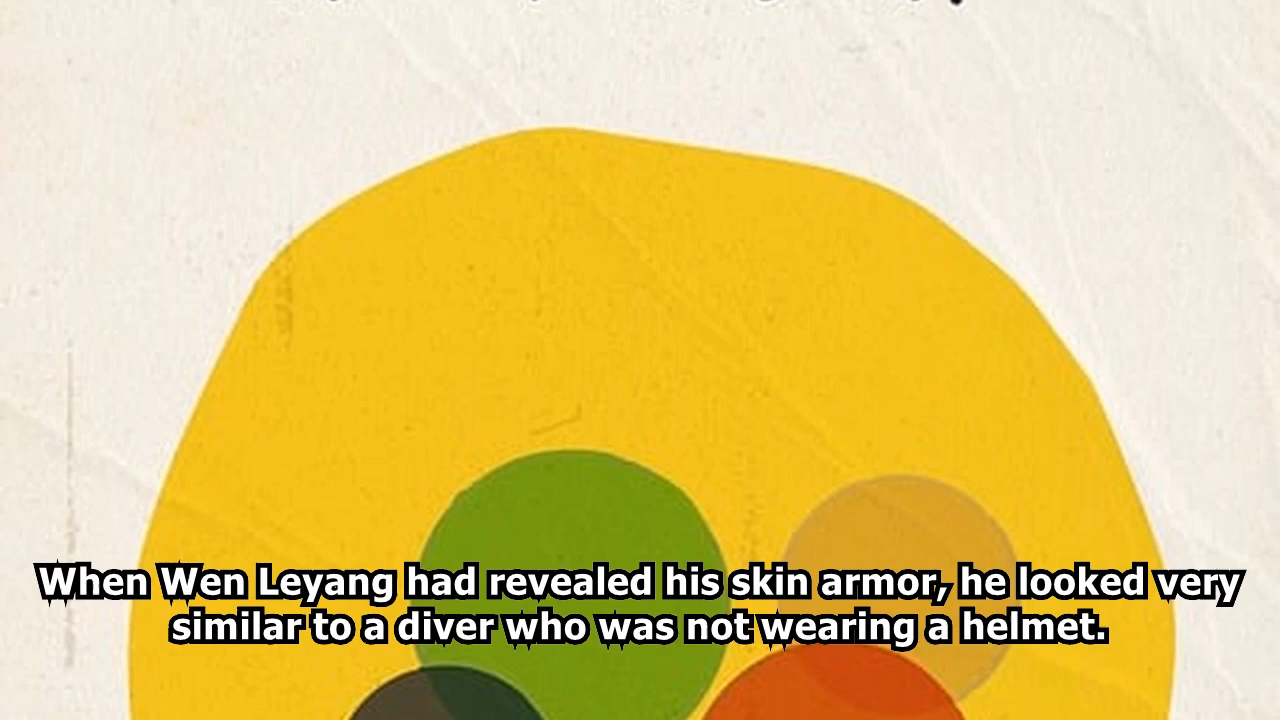 When Wen Leyang had revealed his skin armor, he looked very
similar to a diver who was not wearing a helmet.